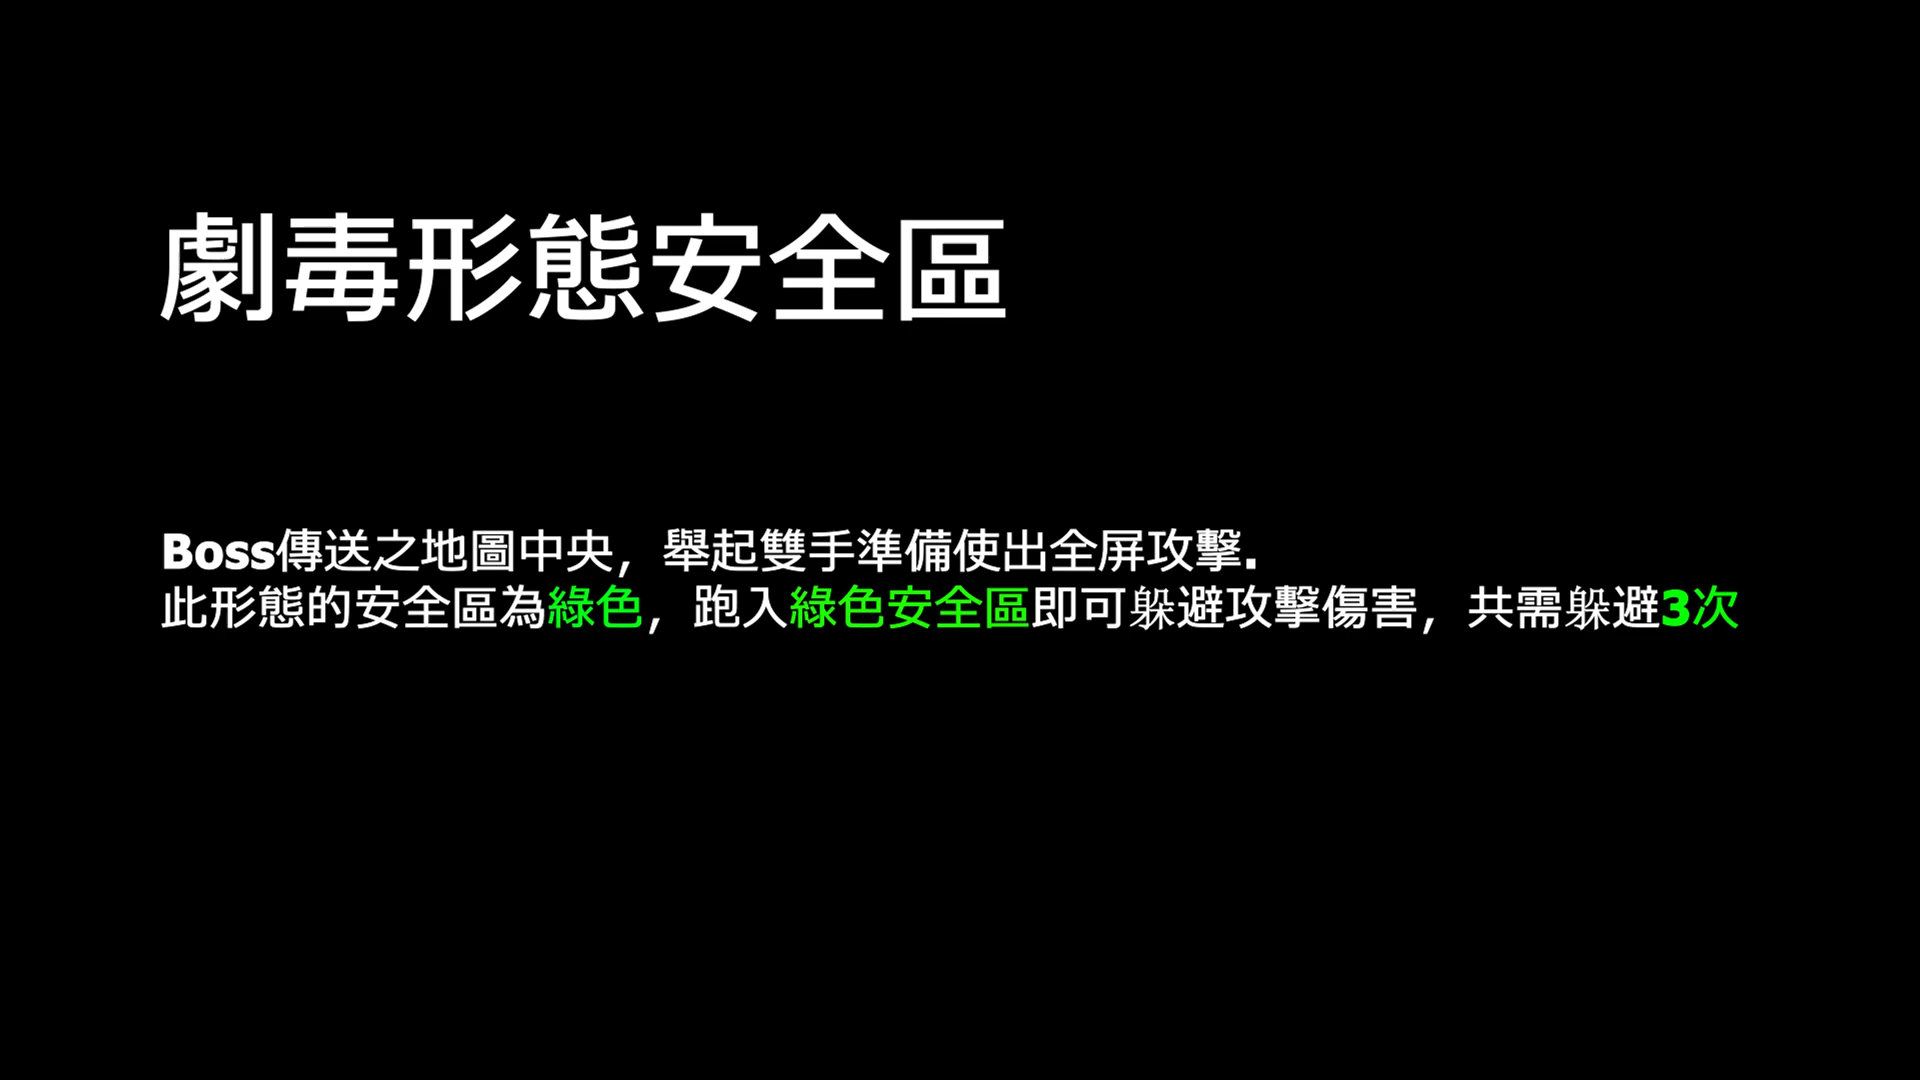 劇毒形態安全區
Boss傳送之地圖中央，舉起雙手準備使出全屏攻擊.
此形態的安全區為綠色，跑入綠色安全區即可躲避攻擊傷害，共需躲避3次